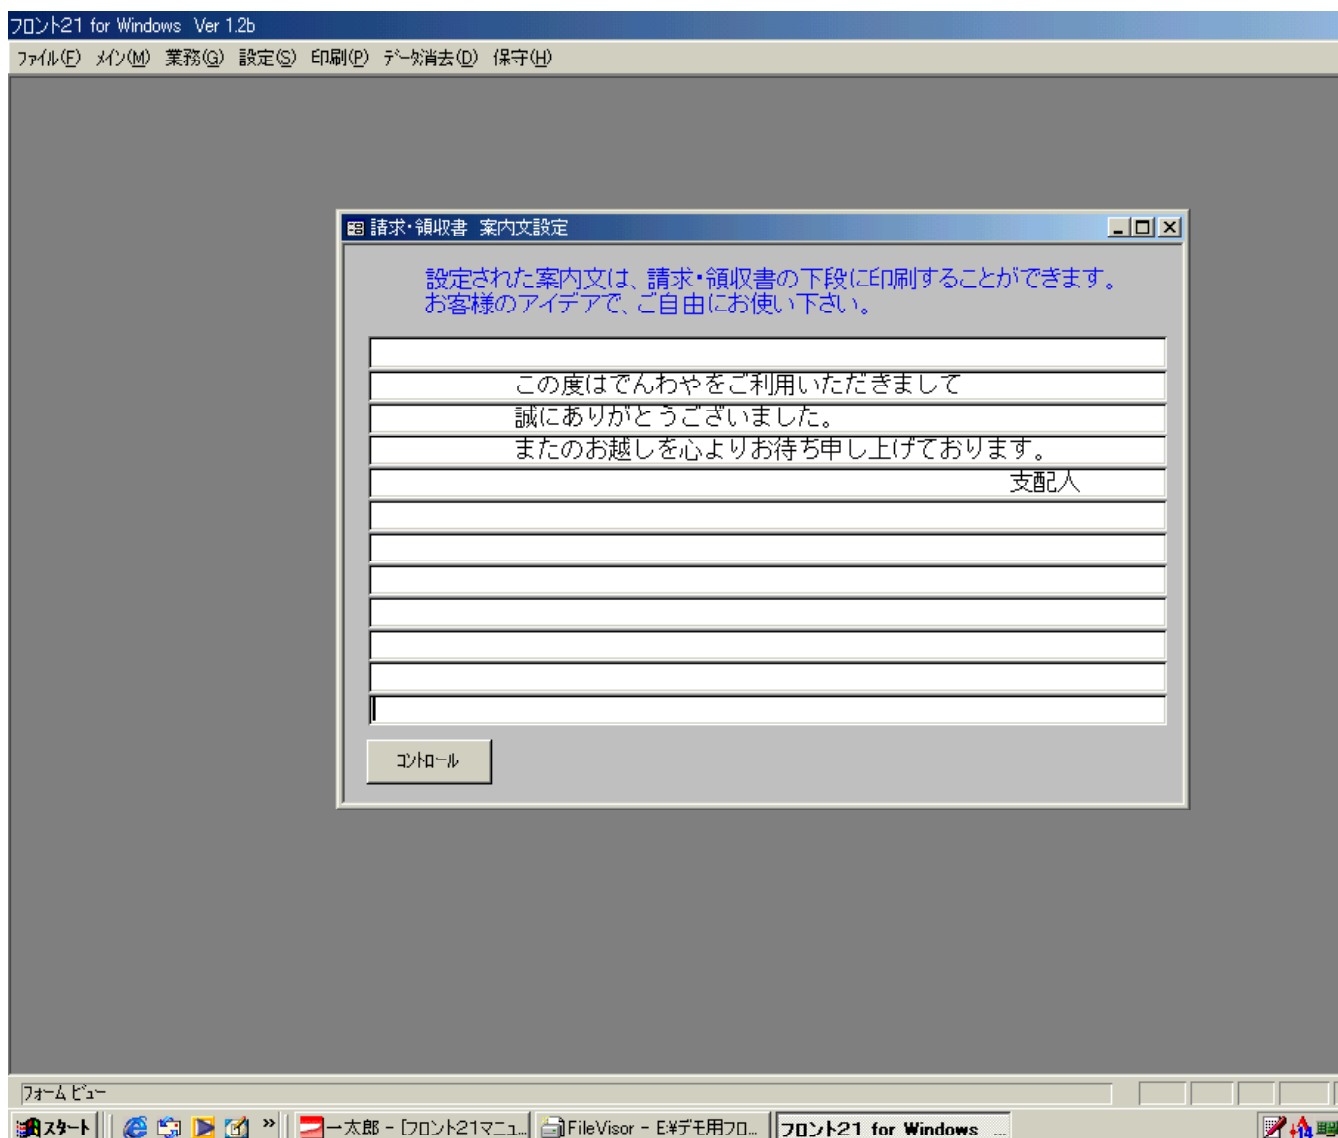 フロント21 for Windows Ver 1.2b
ファイル(F) メイン(M) 業務(G) 設定(S) 印刷(P) データ消去(D) 保守(H)
請求・領収書 案内文設定
設定された案内文は、請求・領収書の下段に印刷することができます。
お客様のアイデアで、ご自由にお使い下さい。
この度はでんわやをご利用いただきまして
誠にありがとうございました。
またのお越しを心よりお待ち申し上げております。
支配人
コントロール
フォーム ビュー
スタート » 一太郎 - [フロント21マニュ... FileVisor - E:¥デモ用フロ... フロント21 for Windows ...